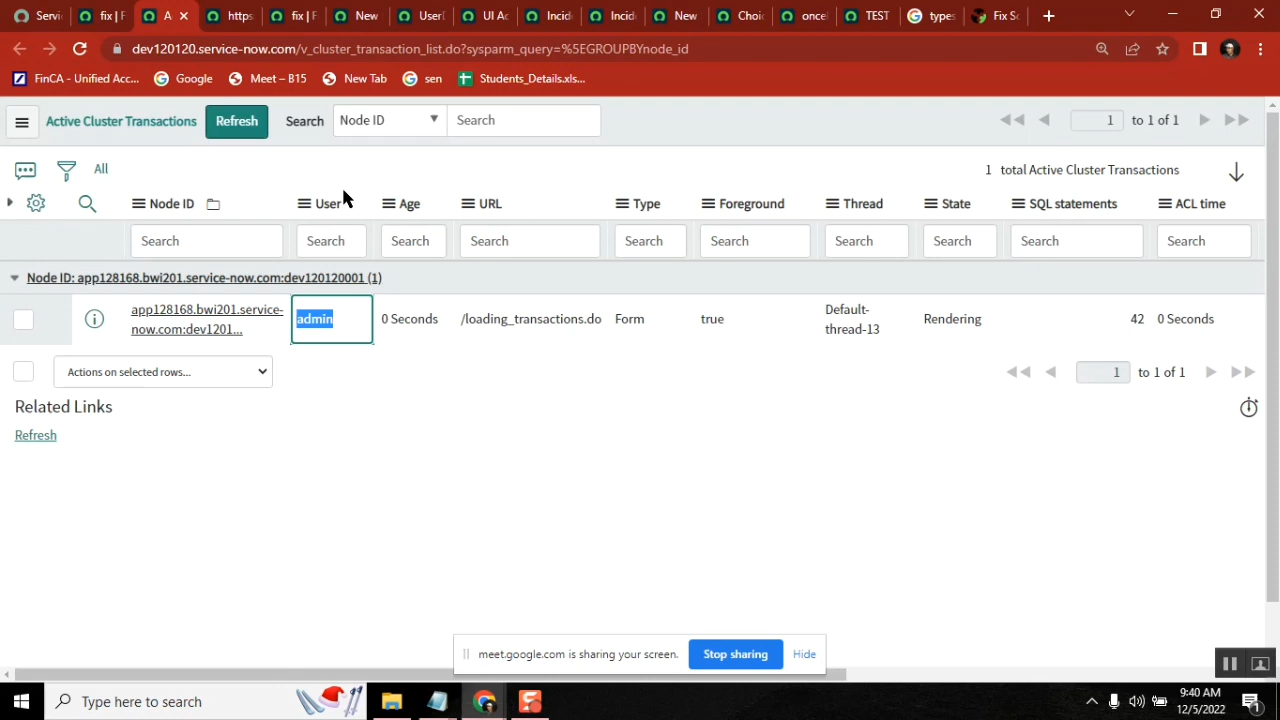 Servi
fix | F
A
https
fix | F
New
UserI
UI Ac
Incid
Incid
New
Choic
oncel
TEST
types
Fix Sc
dev120120.service-now.com/v_cluster_transaction_list.do?sysparm_query=%5EGROUPBYnode_id
FinCA - Unified Acc...
Google
Meet – B15
New Tab
sen
Students_Details.xls...
Active Cluster Transactions
Refresh
Search
Node ID
Search
1 to 1 of 1
All
1 total Active Cluster Transactions
Node ID
User
Age
URL
Type
Foreground
Thread
State
SQL statements
ACL time
Search
Search
Search
Search
Search
Search
Search
Search
Search
Search
Node ID: app128168.bwi201.service-now.com:dev120120001 (1)
app128168.bwi201.service-
now.com:dev1201...
admin
0 Seconds
/loading_transactions.do
Form
true
Default-
thread-13
Rendering
42
0 Seconds
Actions on selected rows...
1 to 1 of 1
Related Links
Refresh
meet.google.com is sharing your screen.
Stop sharing
Hide
Type here to search
9:40 AM
12/5/2022
1